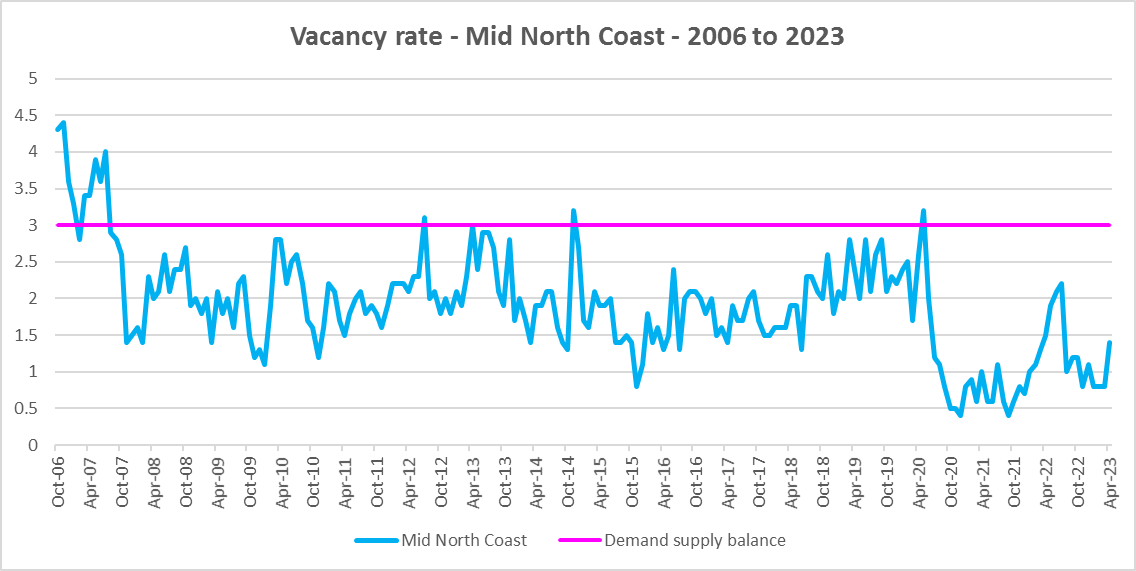 Vacancy rate - Mid North Coast - 2006 to 2023
5
4.5
4
3.5
3
2.5
2
1.5
1
0.5
0
Oct-06
Apr-07
Oct-07
Apr-08
Oct-08
Apr-09
Oct-09
Apr-10
Oct-10
Apr-11
Oct-11
Apr-12
Oct-12
Apr-13
Oct-13
Apr-14
Oct-14
Apr-15
Oct-15
Apr-16
Oct-16
Apr-17
Oct-17
Apr-18
Oct-18
Apr-19
Oct-19
Apr-20
Oct-20
Apr-21
Oct-21
Apr-22
Oct-22
Apr-23
Mid North Coast
Demand supply balance